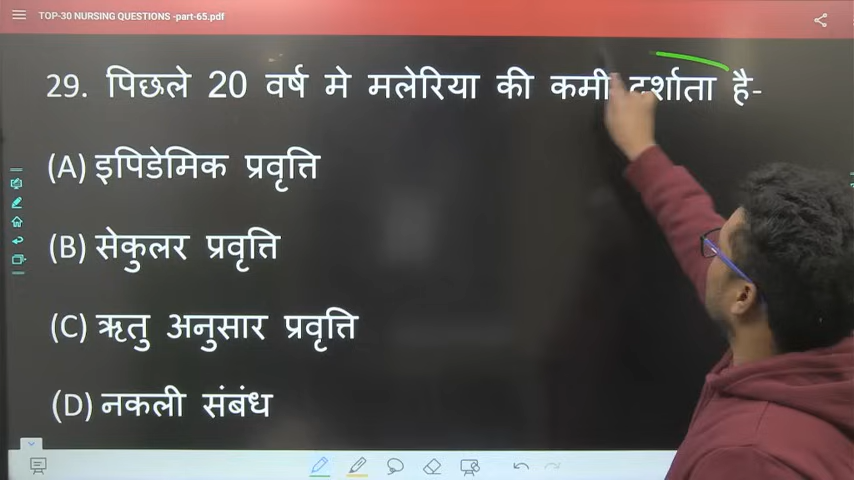 TOP-30 NURSING QUESTIONS -part-65.pdf
29. पिछले 20 वर्ष मे मलेरिया की कमी दर्शाता है-
(A) इपिडेमिक प्रवृत्ति
(B) सेकुलर प्रवृत्ति
(C) ऋतु अनुसार प्रवृत्ति
(D) नकली संबंध